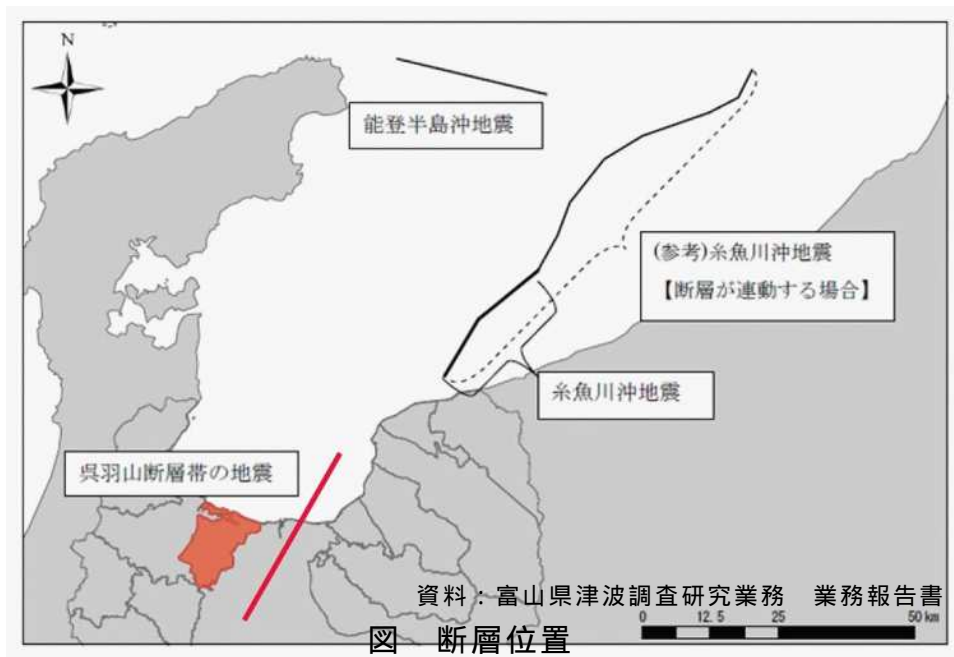 N
能登半島沖地震
(参考)糸魚川沖地震
【断層が連動する場合】
糸魚川沖地震
呉羽山断層帯の地震
資料：富山県津波調査研究業務　業務報告書
0 12.5 25 50 km
図　断層位置